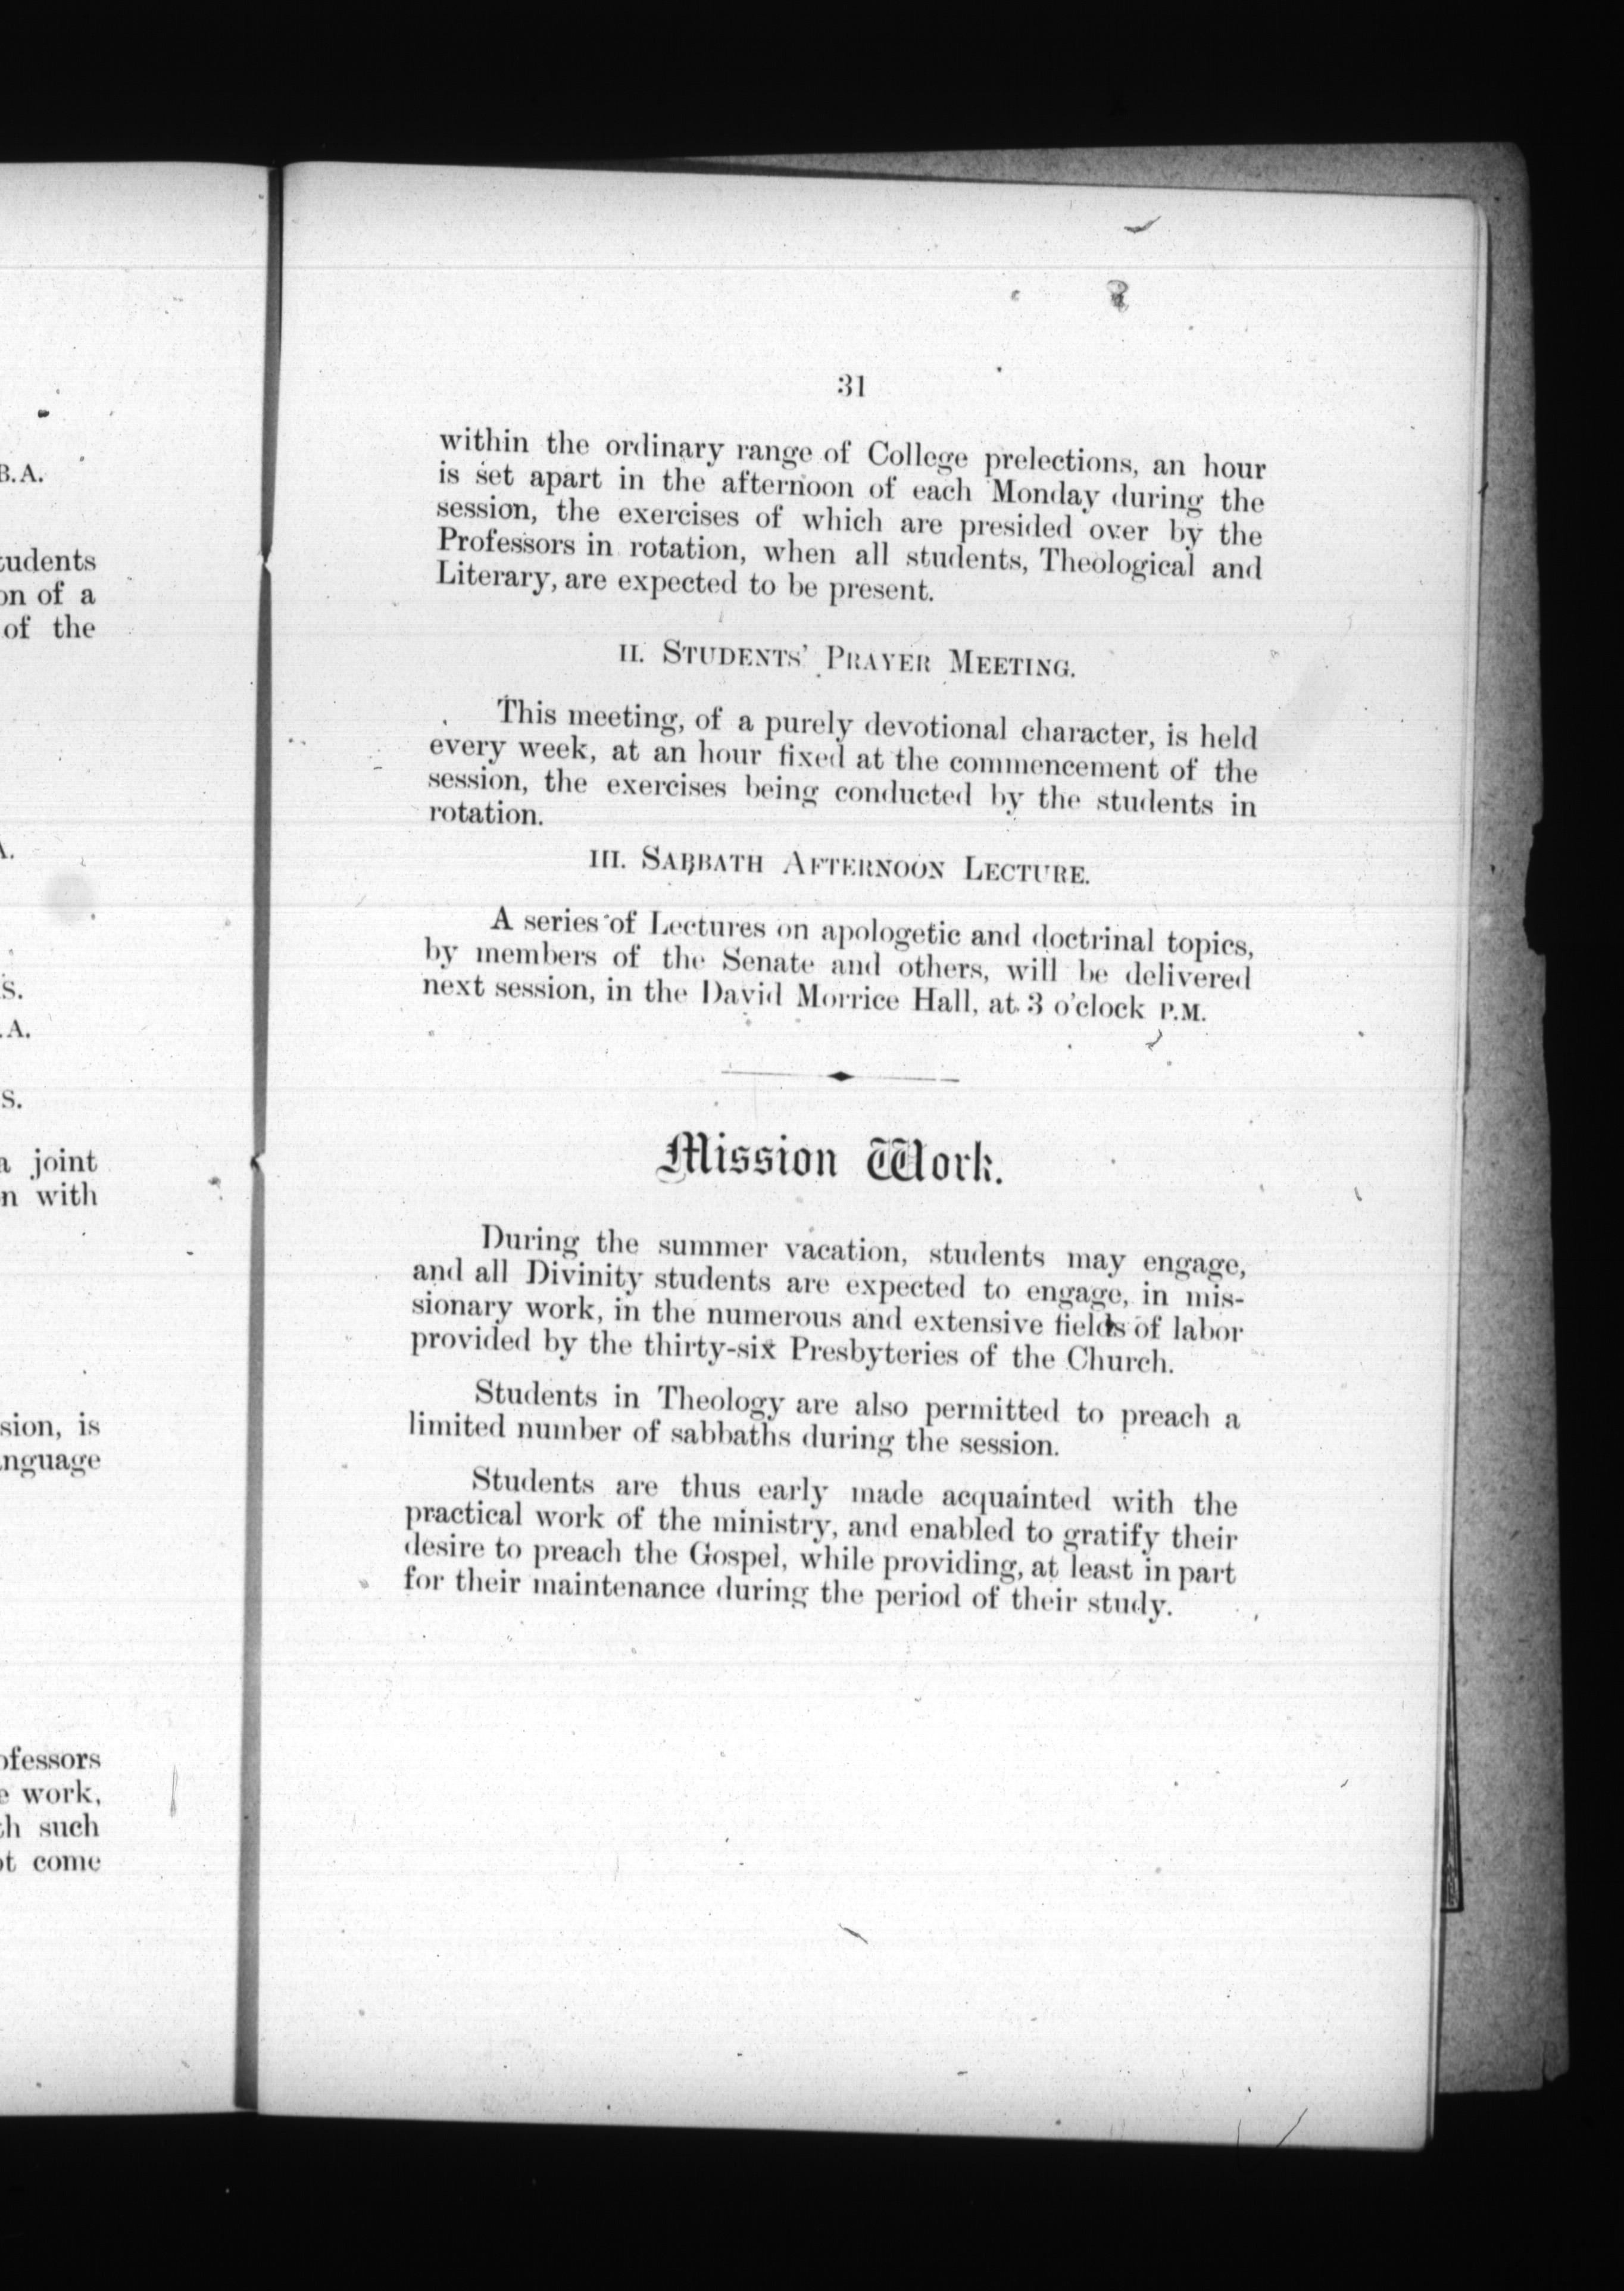 B.A.
students
on of a
of the
A.
S.
.A.
S.
a joint
n with
sion, is
nguage
ofessors
e work,
th such
ot come
31
within the ordinary range of College prelections, an hour
is set apart in the afternoon of each Monday during the
session, the exercises of which are presided over by the
Professors in rotation, when all students, Theological and
Literary, are expected to be present.
II. STUDENTS' PRAYER MEETING.
This meeting, of a purely devotional character, is held
every week, at an hour fixed at the commencement of the
session, the exercises being conducted by the students in
rotation.
III. SABBATH AFTERNOON LECTURE.
A series of Lectures on apologetic and doctrinal topics,
by members of the Senate and others, will be delivered
next session, in the David Morrice Hall, at 3 o'clock P.M.
Mission Work.
During the summer vacation, students may engage,
and all Divinity students are expected to engage, in mis-
sionary work, in the numerous and extensive fields of labor
provided by the thirty-six Presbyteries of the Church.
Students in Theology are also permitted to preach a
limited number of sabbaths during the session.
Students are thus early made acquainted with the
practical work of the ministry, and enabled to gratify their
desire to preach the Gospel, while providing, at least in part
for their maintenance during the period of their study.